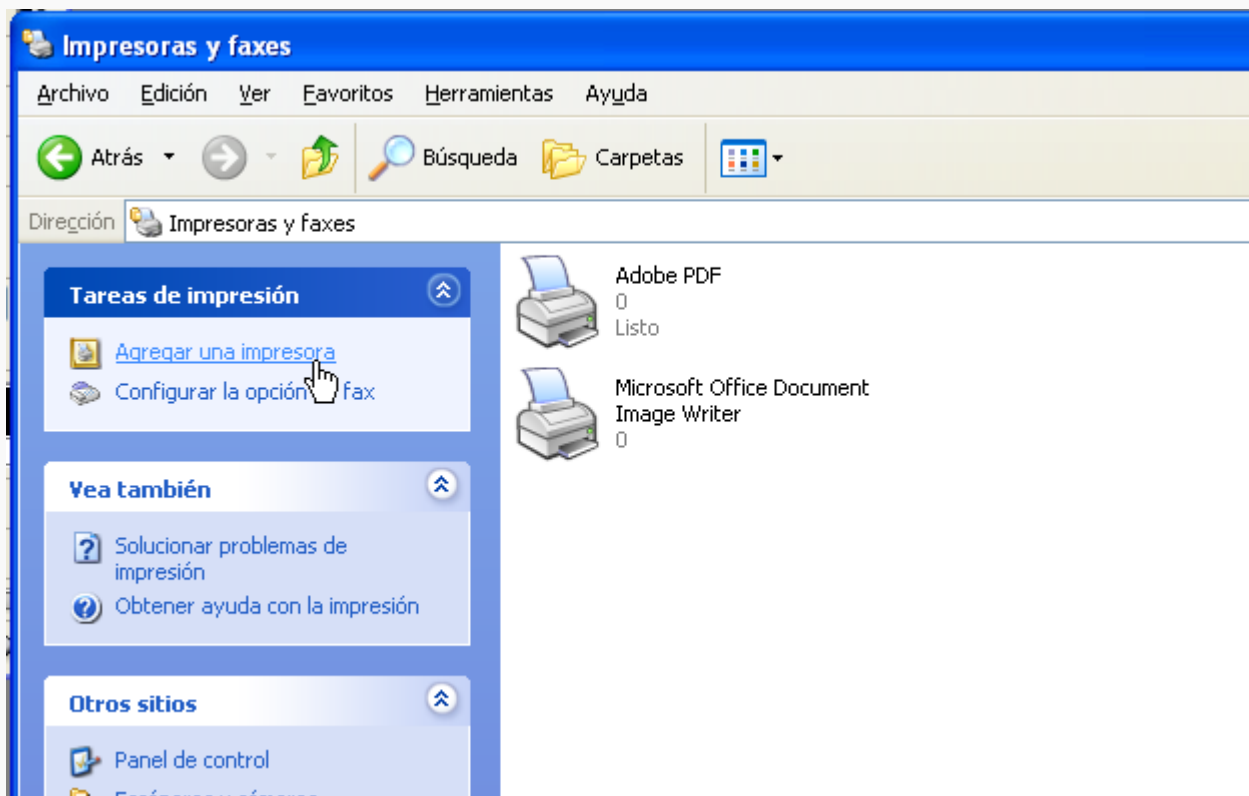 Impresoras y faxes
Archivo Edición Ver Favoritos Herramientas Ayuda
Atrás Búsqueda Carpetas
Dirección Impresoras y faxes
Tareas de impresión
Agregar una impresora
Configurar la opción fax
Vea también
Solucionar problemas de
impresión
Obtener ayuda con la impresión
Otros sitios
Panel de control
Adobe PDF
0
Listo
Microsoft Office Document
Image Writer
0